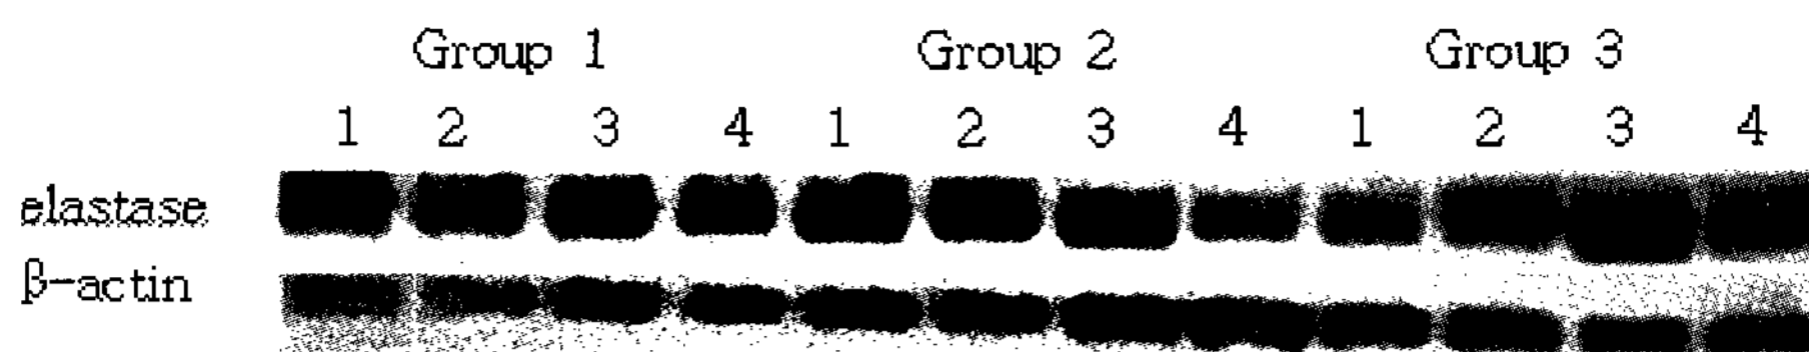 Group 1 Group 2 Group 3
1 2 3 4 1 2 3 4 1 2 3 4
elastase
β-actin